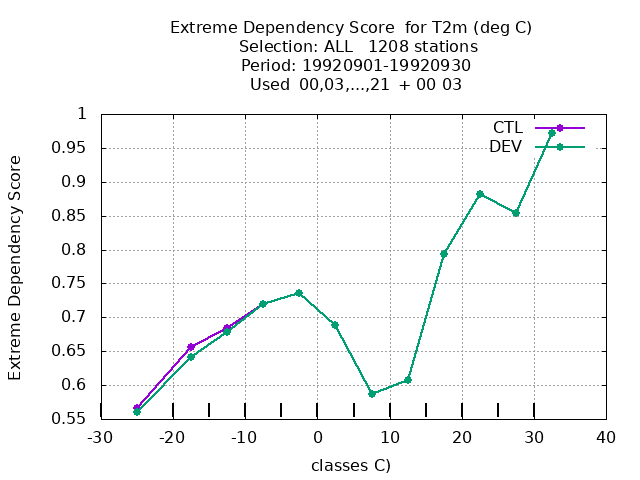 Extreme Dependency Score  for T2m (deg C)
Selection: ALL   1208 stations
Period: 19920901-19920930
Used  00,03,...,21  + 00 03
CTL
DEV
Extreme Dependency Score
1
0.95
0.9
0.85
0.8
0.75
0.7
0.65
0.6
0.55
-30 -20 -10 0 10 20 30 40
classes C)